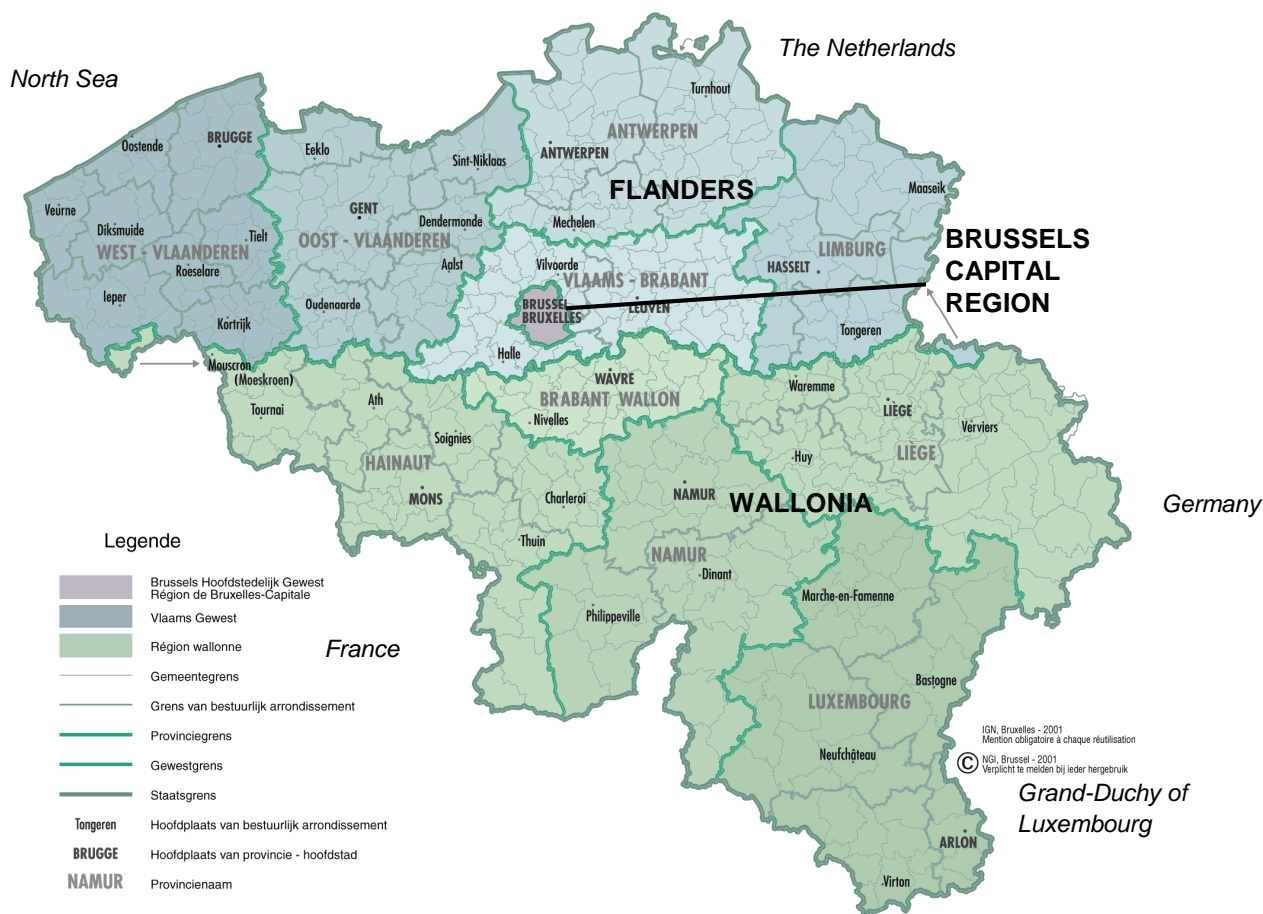 The Netherlands
North Sea
Turnhout
ANTWERPEN
BRUGGE
Oostende
Eeklo
ANTWERPEN
Sint-Niklaas
FLANDERS
Maaseik
Veurne
GENT
Dendermonde
Mechelen
Diksmuide
Tielt
WEST - VLAANDEREN
OOST - VLAANDEREN
LIMBURG
BRUSSELS
CAPITAL
REGION
Roeselare
Aalst
Vilvoorde
VLAAMS - BRABANT
HASSELT
Ieper
Oudenaarde
BRUSSEL
BRUXELLES
LEUVEN
Kortrijk
Tongeren
Halle
Mouscron
(Moeskroen)
WAVRE
Waremme
Ath
BRABANT WALLON
Tournai
LIÈGE
Nivelles
Verviers
Soignies
LIÈGE
Huy
HAINAUT
MONS
Charleroi
NAMUR
WALLONIA
Germany
Thuin
NAMUR
Dinant
Marche-en-Famenne
Philippeville
France
Bastogne
LUXEMBOURG
Neufchâteau
ARLON
Virton
Legende
Brussels Hoofdstedelijk Gewest
Région de Bruxelles-Capitale
Vlaams Gewest
Région wallonne
Gemeentegrens
Grens van bestuurlijk arrondissement
Provinciegrens
Gewestgrens
Staatsgrens
Tongeren Hoofdplaats van bestuurlijk arrondissement
BRUGGE Hoofdplaats van provincie - hoofdstad
NAMUR Provincienaam
IGN, Bruxelles - 2001
Mention obligatoire à chaque réutilisation
© NGI, Brussel - 2001
Verplicht te melden bij ieder hergebruik
Grand-Duchy of
Luxembourg